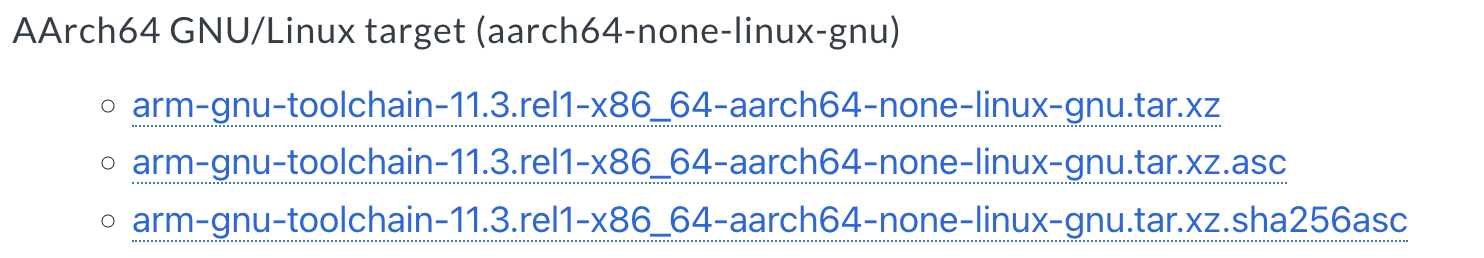 AArch64 GNU/Linux target (aarch64-none-linux-gnu)
arm-gnu-toolchain-11.3.rel1-x86_64-aarch64-none-linux-gnu.tar.xz
arm-gnu-toolchain-11.3.rel1-x86_64-aarch64-none-linux-gnu.tar.xz.asc
arm-gnu-toolchain-11.3.rel1-x86_64-aarch64-none-linux-gnu.tar.xz.sha256asc